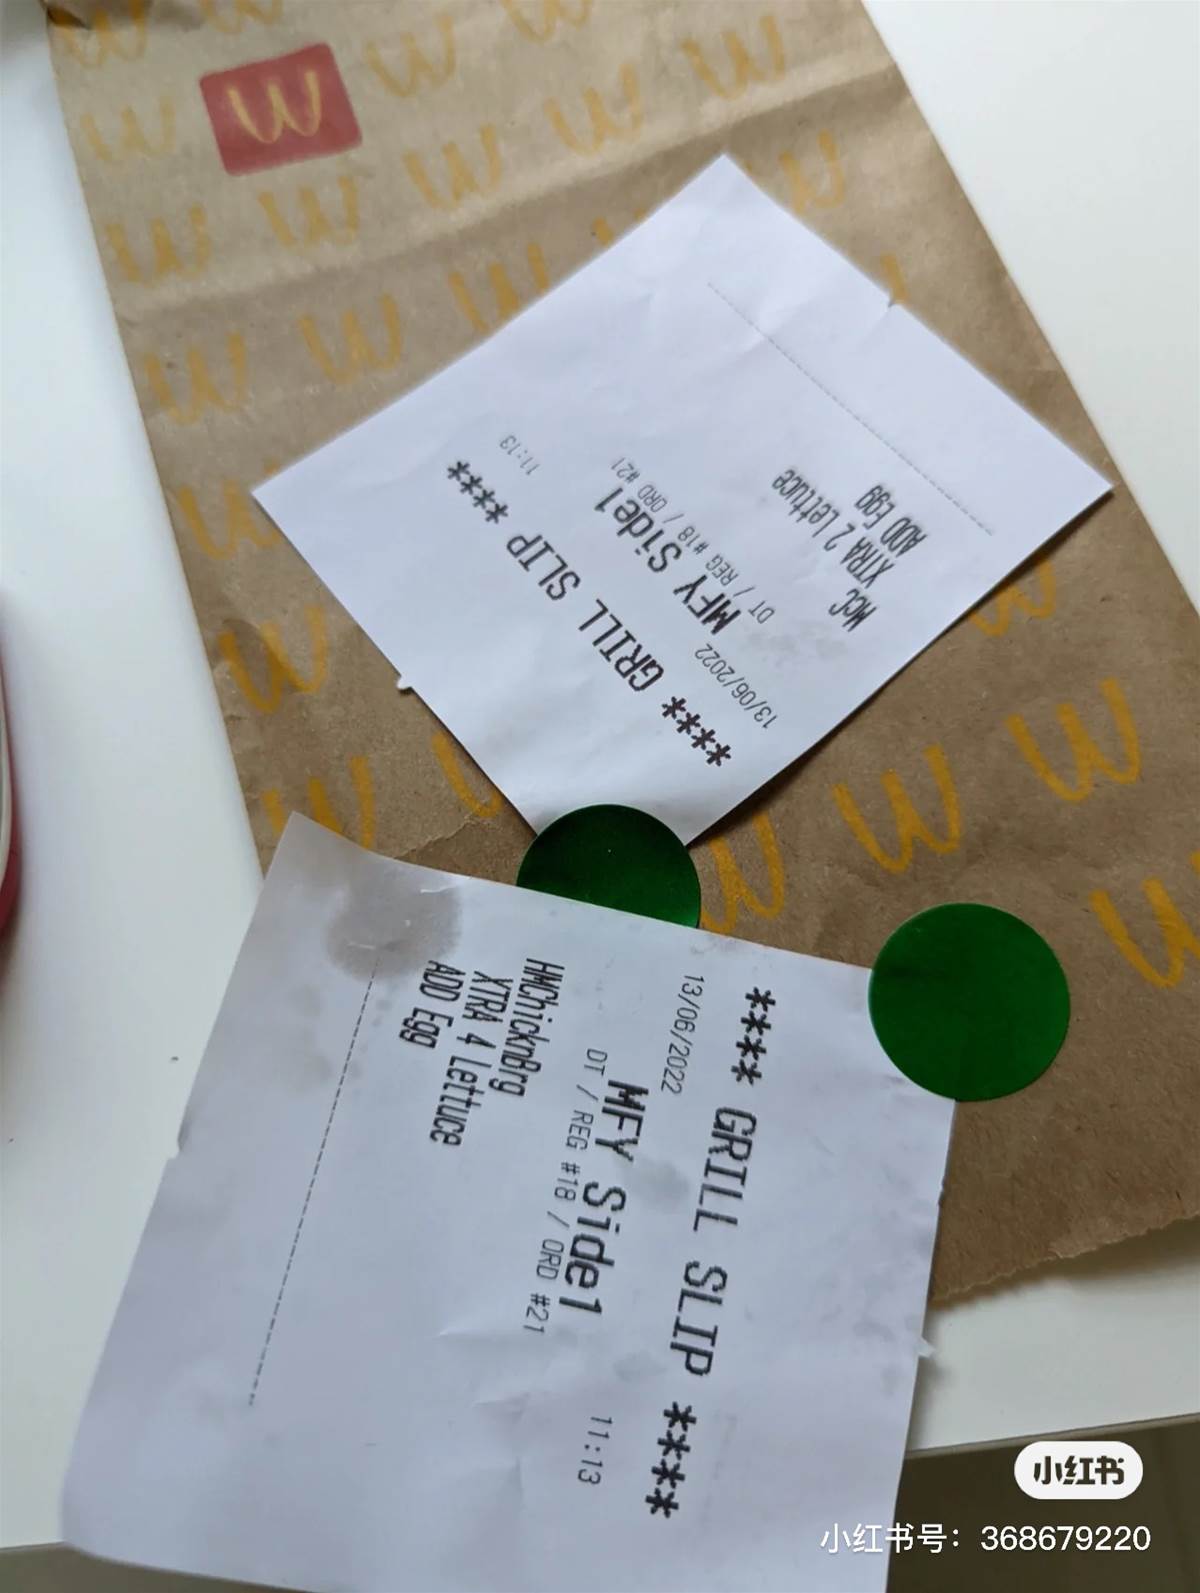 **** GRILL SLIP ****
13/06/2022 11:13
MFY Side1
DT / REG #18 / ORD #21
McC
XTRA 2 Lettuce
ADD Egg
**** GRILL SLIP ****
13/06/2022 11:13
MFY Side1
DT / REG #18 / ORD #21
HMChicknBrg
XTRA 4 Lettuce
ADD Egg
小红书
小红书号：368679220